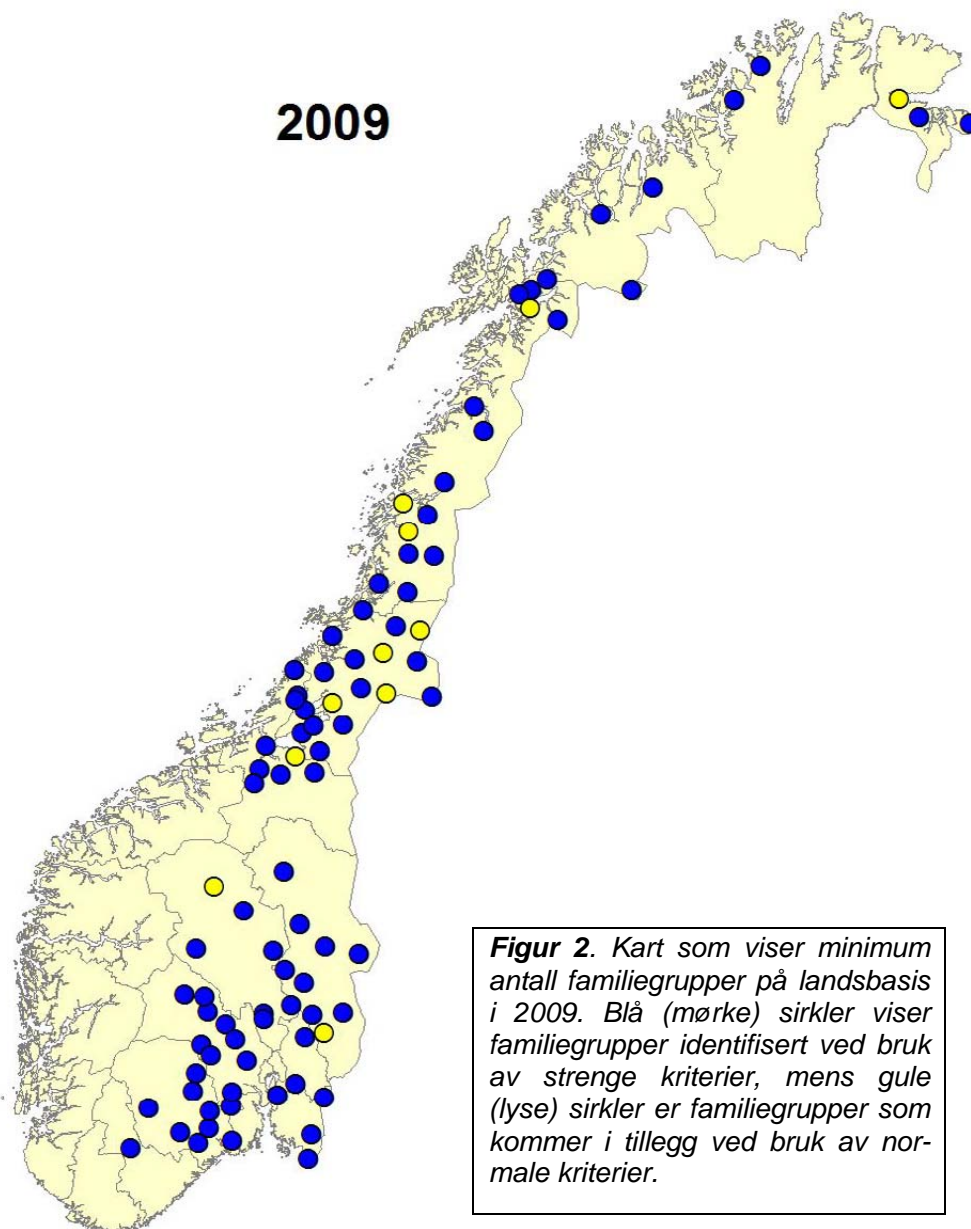 2009
Figur 2. Kart som viser minimum
antall familiegrupper på landsbasis
i 2009. Blå (mørke) sirkler viser
familiegrupper identifisert ved bruk
av strenge kriterier, mens gule
(lyse) sirkler er familiegrupper som
kommer i tillegg ved bruk av nor-
male kriterier.